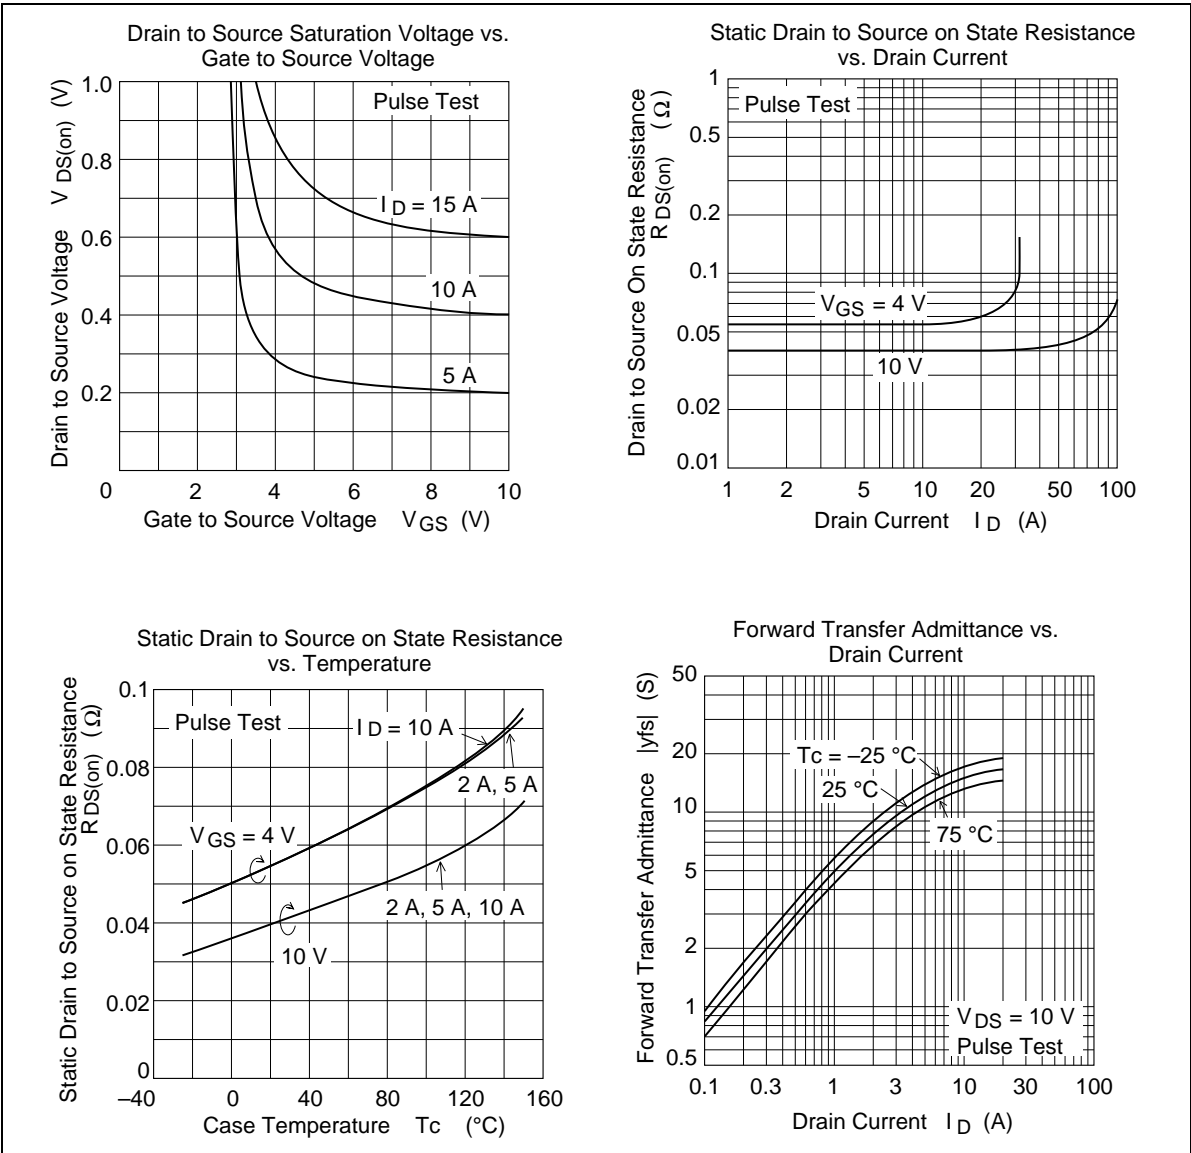 Drain to Source Saturation Voltage vs.
Gate to Source Voltage
Drain to Source Voltage V DS(on) (V)
1.0
0.8
0.6
0.4
0.2
Pulse Test
I D = 15 A
10 A
5 A
0 2 4 6 8 10
Gate to Source Voltage V GS (V)
Static Drain to Source on State Resistance
vs. Drain Current
Drain to Source On State Resistance
R DS(on) (Ω)
1
0.5
0.2
0.1
0.05
0.02
0.01
Pulse Test
V GS = 4 V
10 V
1 2 5 10 20 50 100
Drain Current I D (A)
Static Drain to Source on State Resistance
vs. Temperature
Static Drain to Source on State Resistance
R DS(on) (Ω)
0.1
0.08
0.06
0.04
0.02
0
Pulse Test
I D = 10 A
2 A, 5 A
V GS = 4 V
2 A, 5 A, 10 A
10 V
–40 0 40 80 120 160
Case Temperature Tc (°C)
Forward Transfer Admittance vs.
Drain Current
Forward Transfer Admittance |yfs| (S)
50
20
10
5
2
1
0.5
Tc = –25 °C
25 °C
75 °C
V DS = 10 V
Pulse Test
0.1 0.3 1 3 10 30 100
Drain Current I D (A)